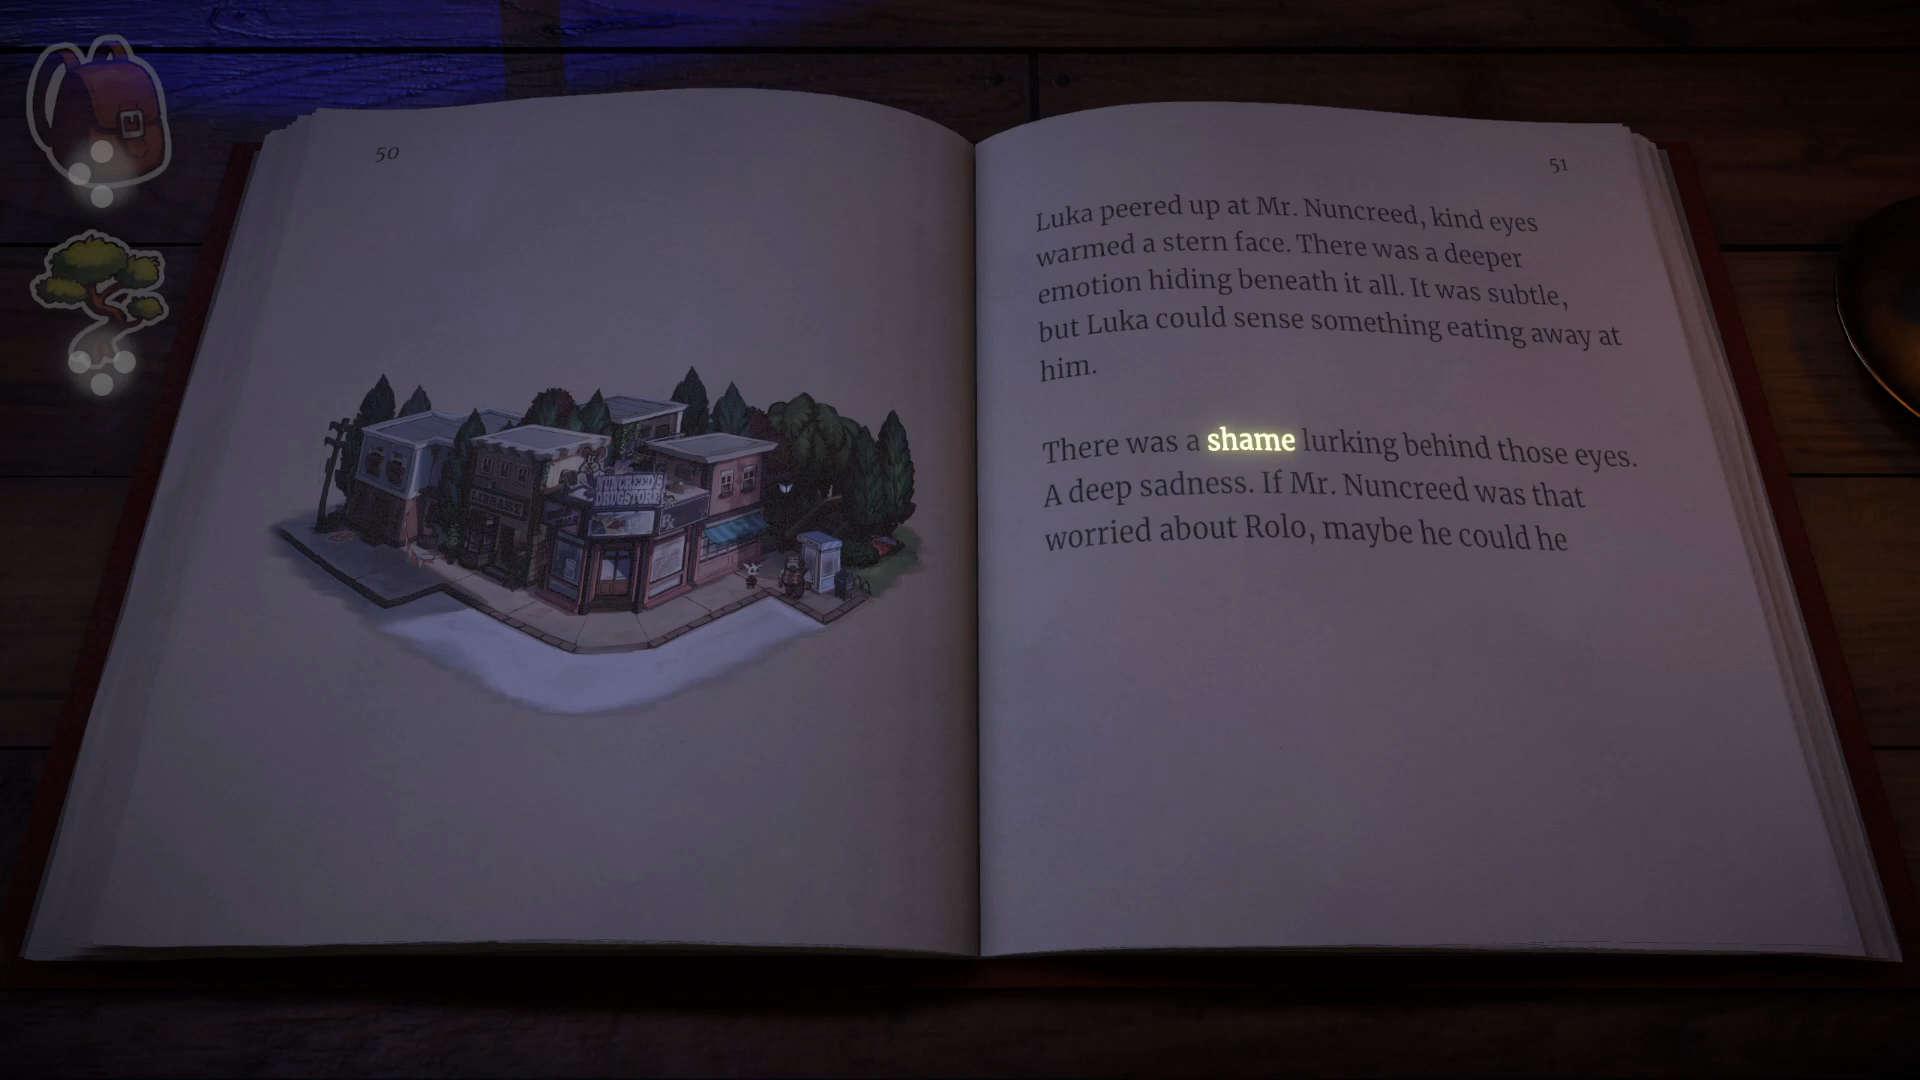 50
NUNCREED'S
DRUGSTORE
LIBRARY
Rx
51
Luka peered up at Mr. Nuncreed, kind eyes
warmed a stern face. There was a deeper
emotion hiding beneath it all. It was subtle,
but Luka could sense something eating away at
him.
There was a shame lurking behind those eyes.
A deep sadness. If Mr. Nuncreed was that
worried about Rolo, maybe he could he